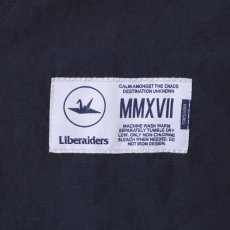 CALM AMONGST THE CHAOS
DESTINATION UNKNOWN
MMXVII
Liberaiders
MACHINE WASH WARM
SEPARATELY TUMBLE DRY
LOW. ONLY NON-CHLORINE
BLEACH WHEN NEEDED. DO
NOT IRON DESIGN.